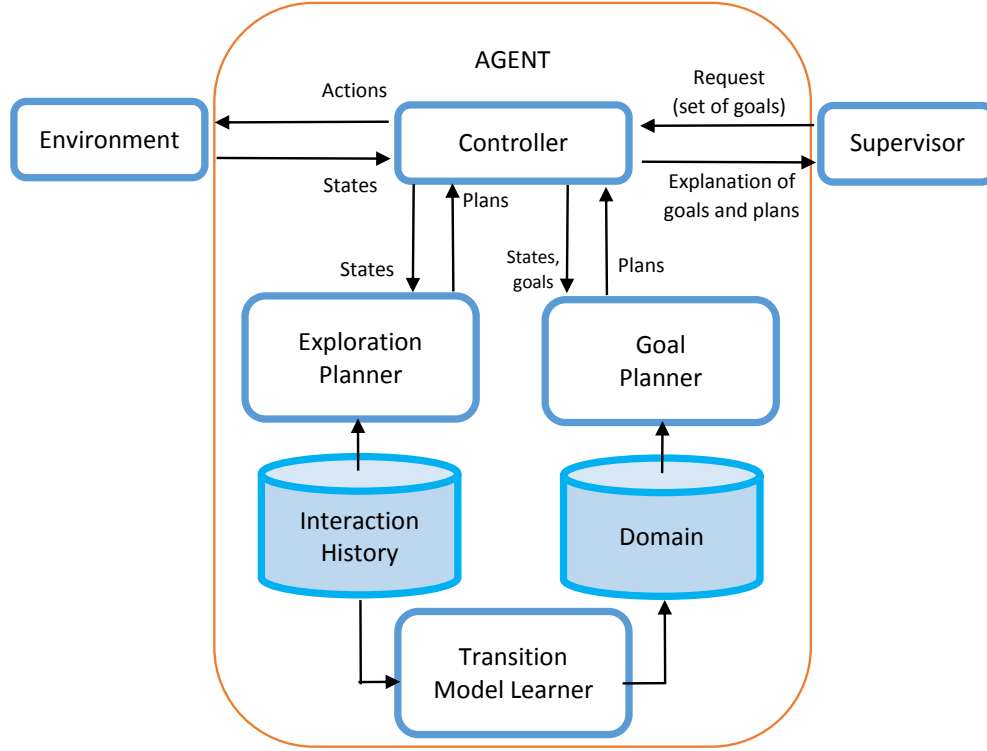 AGENT
Actions
Request
(set of goals)
Environment
Controller
Supervisor
States
Plans
Explanation of
goals and plans
States
States,
goals
Plans
Exploration
Planner
Goal
Planner
Interaction
History
Domain
Transition
Model Learner